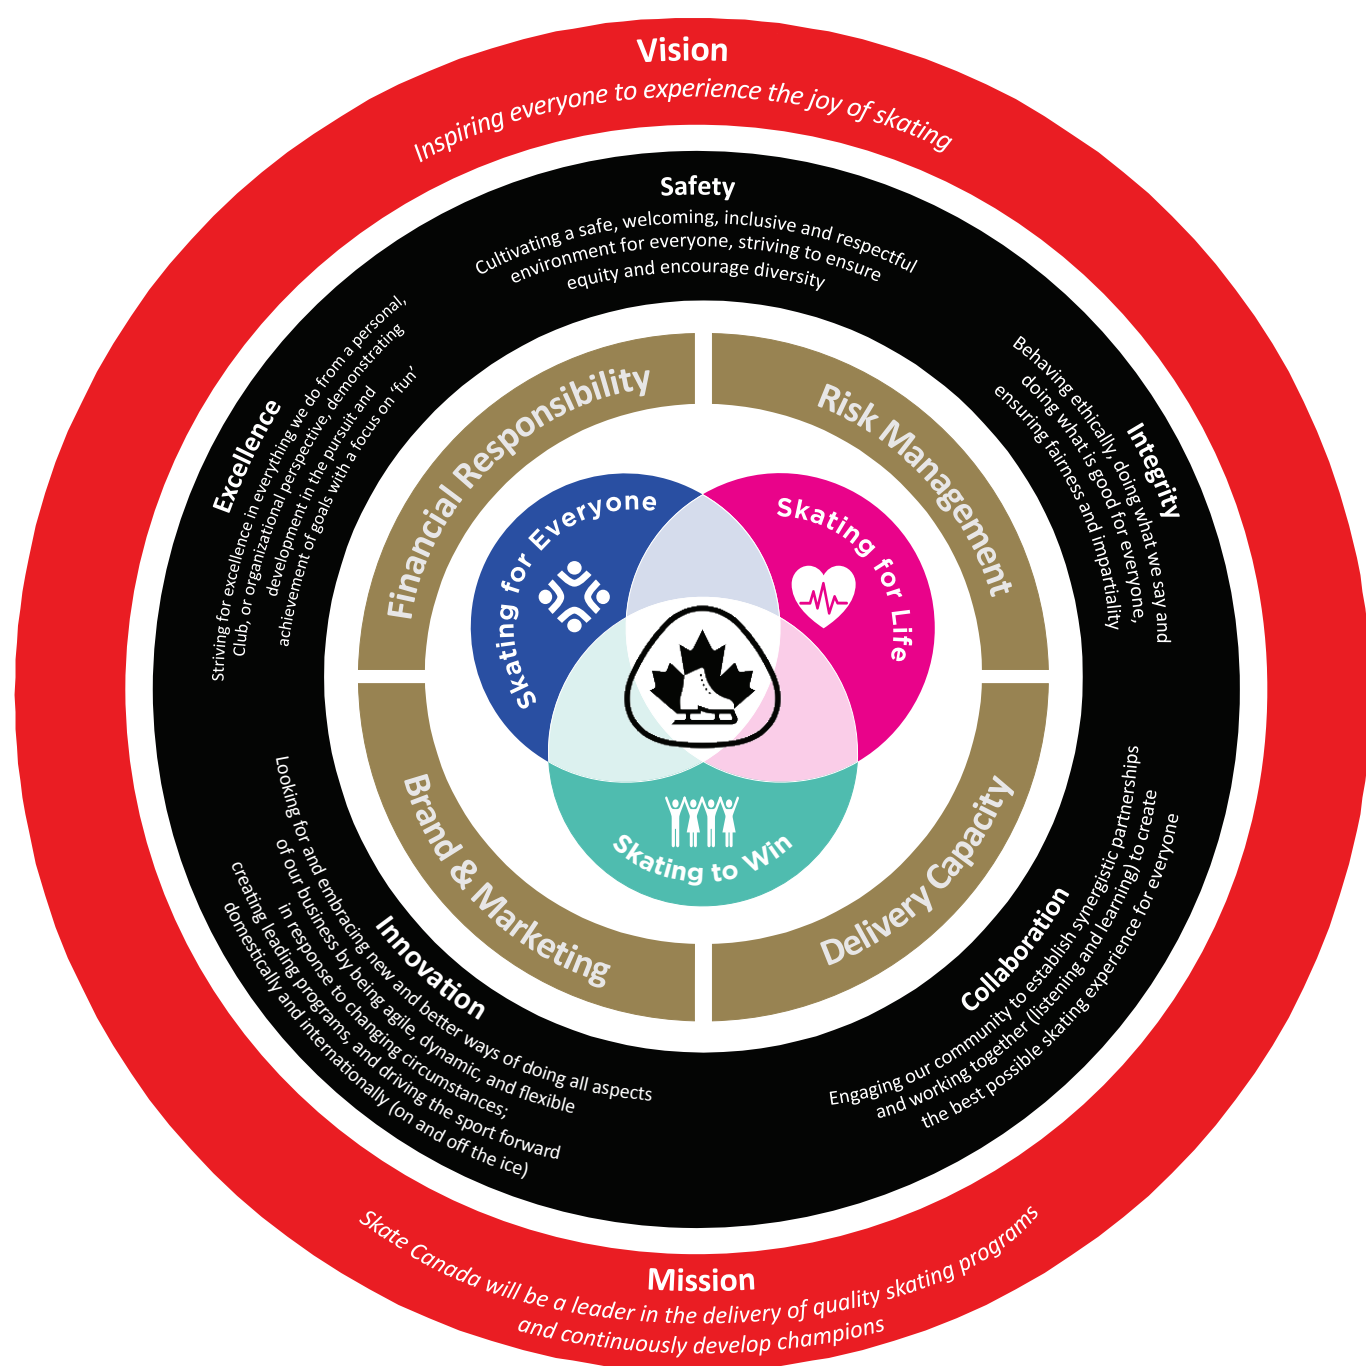 Vision
Inspiring everyone to experience the joy of skating
Safety
Cultivating a safe, welcoming, inclusive and respectful
environment for everyone, striving to ensure
equity and encourage diversity
Excellence
Striving for excellence in everything we do from a personal,
Club, or organizational perspective, demonstrating
development in the pursuit and
achievement of goals with a focus on ‘fun’
Integrity
Behaving ethically, doing what we say and
doing what is good for everyone,
ensuring fairness and impartiality
Financial Responsibility
Risk Management
Skating for Everyone
Skating for Life
Skating to Win
Brand & Marketing
Delivery Capacity
Innovation
Looking for and embracing new and better ways of doing all aspects
of our business by being agile, dynamic, and flexible
in response to changing circumstances;
creating leading programs, and driving the sport forward
domestically and internationally (on and off the ice)
Collaboration
Engaging our community to establish synergistic partnerships
and working together (listening and learning) to create
the best possible skating experience for everyone
Mission
Skate Canada will be a leader in the delivery of quality skating programs
and continuously develop champions